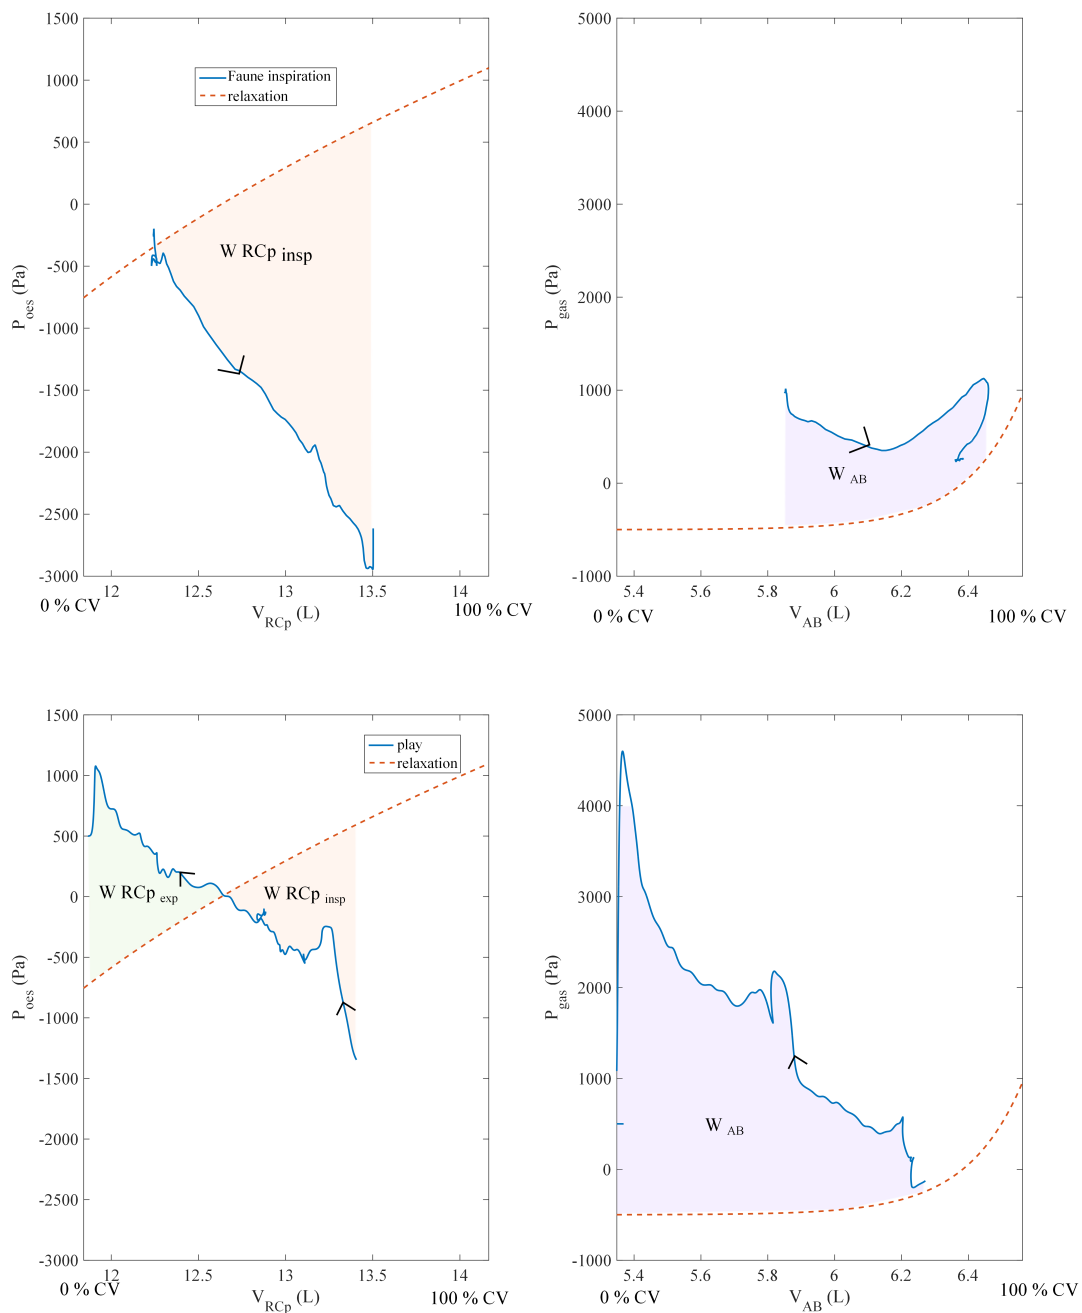 1500
1000
500
0
-500
-1000
-1500
-2000
-2500
-3000
P oes (Pa)
Faune inspiration
relaxation
W RCp insp
12 12.5 13 13.5 14
0 % CV V RCp (L) 100 % CV
5000
4000
3000
2000
1000
0
-1000
P gas (Pa)
W AB
5.4 5.6 5.8 6 6.2 6.4
0 % CV V AB (L) 100 % CV
1500
1000
500
0
-500
-1000
-1500
-2000
-2500
-3000
P oes (Pa)
play
relaxation
W RCp exp
W RCp insp
12 12.5 13 13.5 14
0 % CV V RCp (L) 100 % CV
5000
4000
3000
2000
1000
0
-1000
P gas (Pa)
W AB
5.4 5.6 5.8 6 6.2 6.4
0 % CV V AB (L) 100 % CV